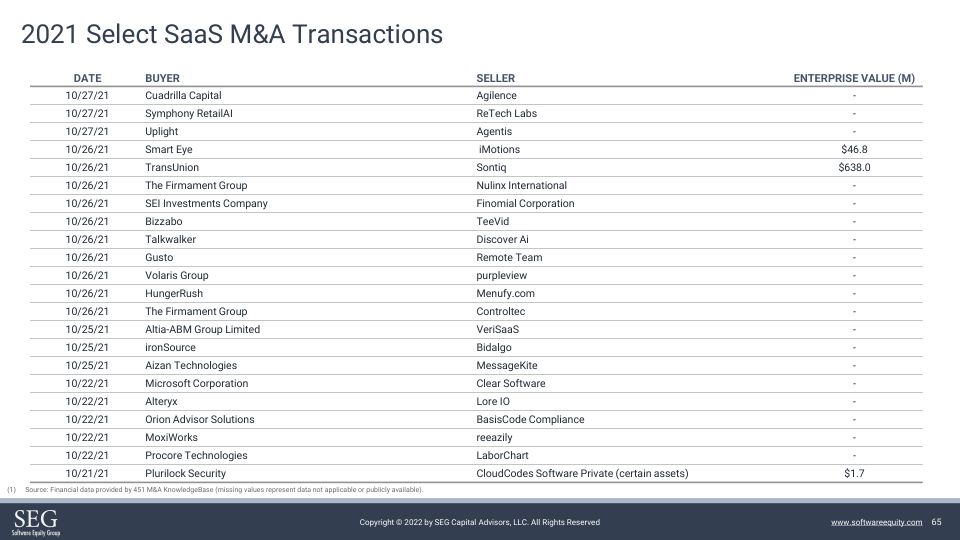 2021 Select SaaS M&A Transactions
DATE BUYER SELLER ENTERPRISE VALUE (M)
10/27/21 Cuadrilla Capital Agilence -
10/27/21 Symphony RetailAI ReTech Labs -
10/27/21 Uplight Agentis -
10/26/21 Smart Eye iMotions $46.8
10/26/21 TransUnion Sontiq $638.0
10/26/21 The Firmament Group Nulinx International -
10/26/21 SEI Investments Company Finomial Corporation -
10/26/21 Bizzabo TeeVid -
10/26/21 Talkwalker Discover Ai -
10/26/21 Gusto Remote Team -
10/26/21 Volaris Group purpleview -
10/26/21 HungerRush Menufy.com -
10/26/21 The Firmament Group Controltec -
10/25/21 Altia-ABM Group Limited VeriSaaS -
10/25/21 ironSource Bidalgo -
10/25/21 Aizan Technologies MessageKite -
10/22/21 Microsoft Corporation Clear Software -
10/22/21 Alteryx Lore IO -
10/22/21 Orion Advisor Solutions BasisCode Compliance -
10/22/21 MoxiWorks reeazily -
10/22/21 Procore Technologies LaborChart -
10/21/21 Plurilock Security CloudCodes Software Private (certain assets) $1.7
(1) Source: Financial data provided by 451 M&A KnowledgeBase (missing values represent data not applicable or publicly available).
SEG
Software Equity Group
Copyright © 2022 by SEG Capital Advisors, LLC. All Rights Reserved
www.softwareequity.com 65